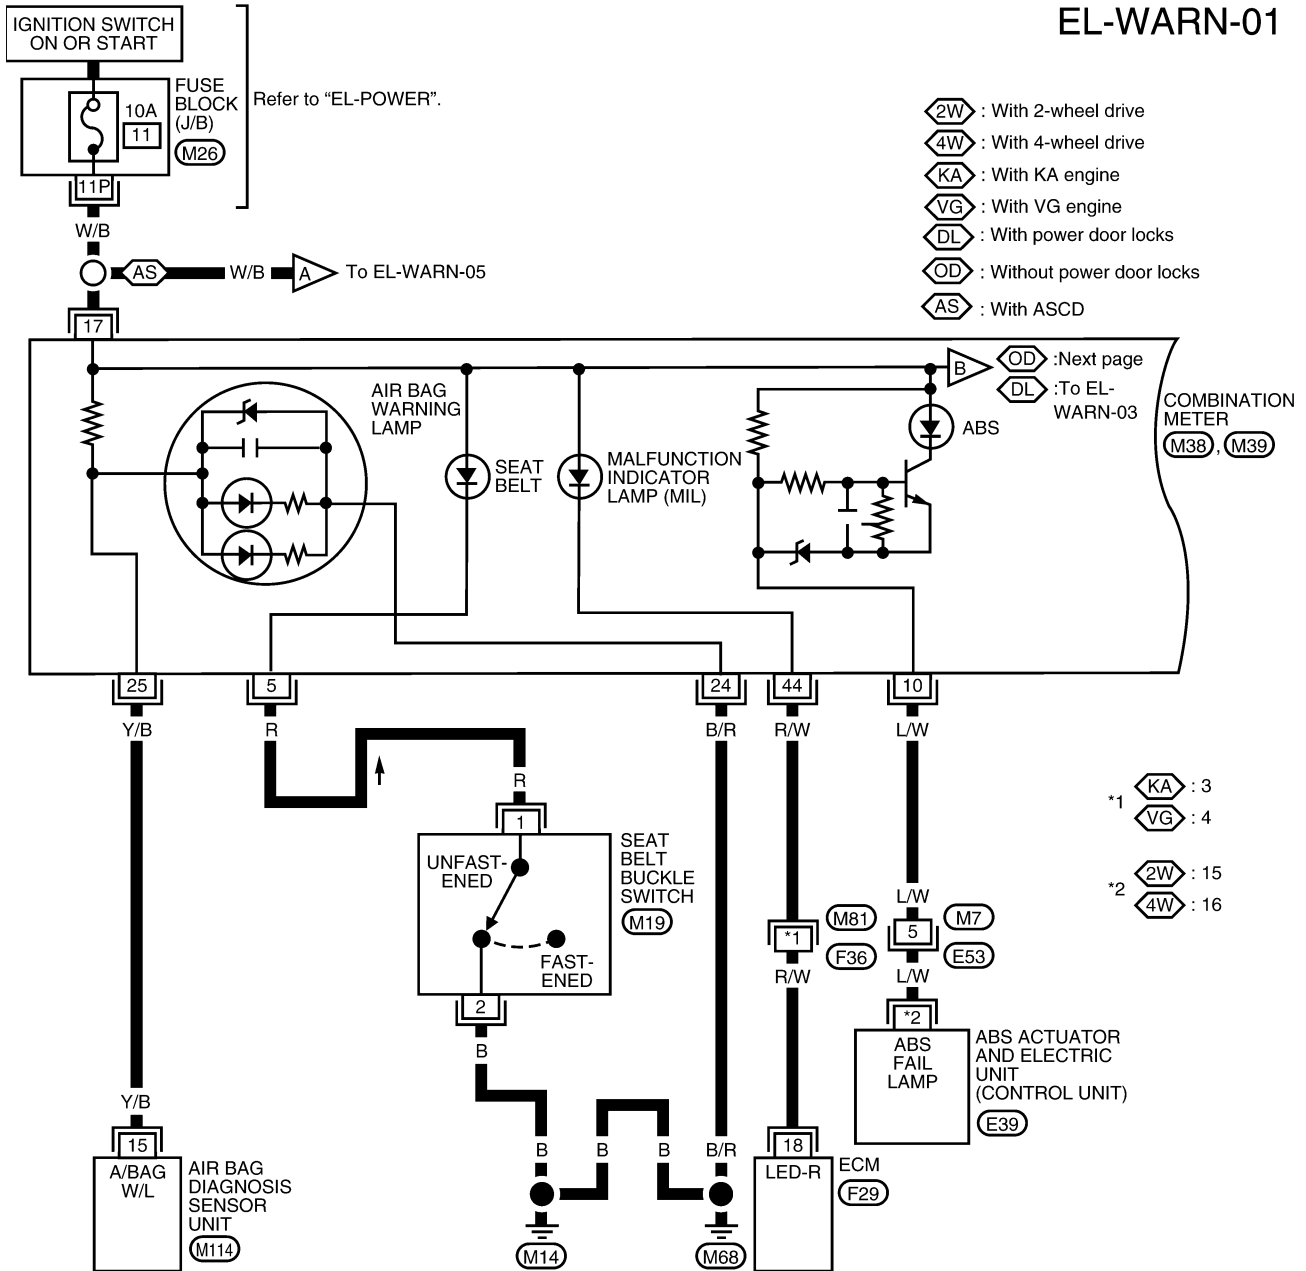 EL-WARN-01
IGNITION SWITCH
ON OR START
FUSE
BLOCK
(J/B)
M26
10A
11
11P
Refer to “EL-POWER”.
W/B
AS
W/B
A
To EL-WARN-05
17
2W : With 2-wheel drive
4W : With 4-wheel drive
KA : With KA engine
VG : With VG engine
DL : With power door locks
OD : Without power door locks
AS : With ASCD
B
OD :Next page
DL :To EL-
WARN-03
COMBINATION
METER
M38 , M39
AIR BAG
WARNING
LAMP
SEAT
BELT
MALFUNCTION
INDICATOR
LAMP (MIL)
ABS
25
5
24
44
10
Y/B
R
B/R
R/W
L/W
R
1
UNFAST-
ENED
FAST-
ENED
SEAT
BELT
BUCKLE
SWITCH
M19
2
B
*1
KA : 3
VG : 4
*2
2W : 15
4W : 16
L/W
*1
M81
F36
5
M7
E53
R/W
L/W
*2
ABS
FAIL
LAMP
ABS ACTUATOR
AND ELECTRIC
UNIT
(CONTROL UNIT)
E39
Y/B
B
B
B
B/R
15
A/BAG
W/L
AIR BAG
DIAGNOSIS
SENSOR
UNIT
M114
M14
M68
18
LED-R
ECM
F29